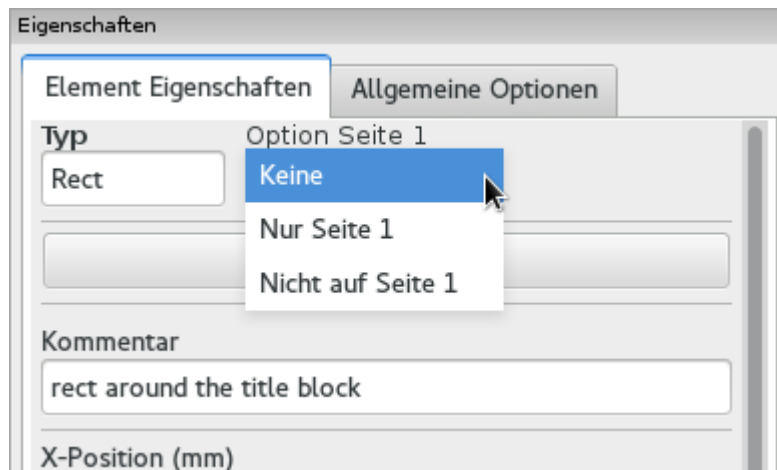 Eigenschaften
Element Eigenschaften Allgemeine Optionen
Typ Option Seite 1
Rect Keine
Nur Seite 1
Nicht auf Seite 1
Kommentar
rect around the title block
X-Position (mm)